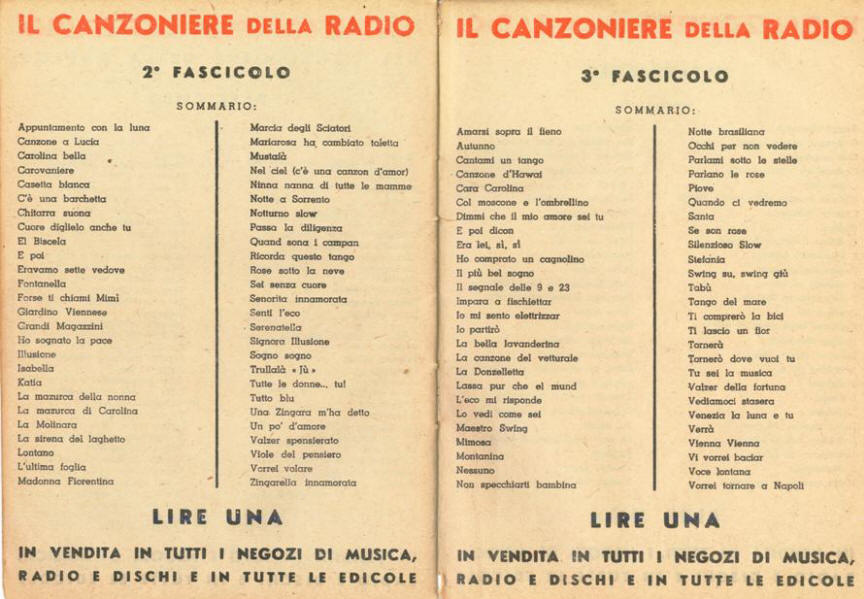 IL CANZONIERE DELLA RADIO
2º FASCICOLO
SOMMARIO:
Appuntamento con la luna
Canzone a Lucia
Carolina bella
Carovaniere
Casetta bianca
C'è una barchetta
Chitarra suona
Cuore diglielo anche tu
El Biscela
E poi
Eravamo sette vedove
Fontanella
Forse ti chiami Mimì
Giardino Viennese
Grandi Magazzini
Ho sognato la pace
Illusione
Isabella
Katia
La mazurca della nonna
La mazurca di Carolina
La Molinara
La sirena del laghetto
Lontano
L'ultima foglia
Madonna Fiorentina
Marcia degli Sciatori
Mariarosa ha cambiato toletta
Mustaià
Nel ciel (c'è una canzon d'amor)
Ninna nanna di tutte le mamme
Notte a Sorrento
Notturno slow
Passa la diligenza
Quand sona i campan
Ricorda questo tango
Rose sotto la neve
Sei senza cuore
Senorita innamorata
Senti l'eco
Serenatella
Signora Illusione
Sogno sogno
Trullalà « Jù »
Tutte le donne... tu!
Tutto blu
Una Zingara m'ha detto
Un po' d'amore
Valzer spensierato
Viole del pensiero
Vorrei volare
Zingarella innamorata
LIRE UNA
IN VENDITA IN TUTTI I NEGOZI DI MUSICA,
RADIO E DISCHI E IN TUTTE LE EDICOLE
IL CANZONIERE DELLA RADIO
3º FASCICOLO
SOMMARIO:
Amarsi sopra il fieno
Autunno
Cantami un tango
Canzone d'Hawai
Cara Carolina
Col moscone e l'ombrellino
Dimmi che il mio amore sei tu
E poi dicon
Era lei, sì, sì
Ho comprato un cagnolino
Il più bel sogno
Il segnale delle 9 e 23
Impara a fischiettar
Io mi sento elettrizzar
Io partirò
La bella lavanderina
La canzone del vetturale
La Donzelletta
Lassa pur che el mund
L'eco mi risponde
Lo vedi come sei
Maestro Swing
Mimosa
Montanina
Nessuno
Non specchiarti bambina
Notte brasiliana
Occhi per non vedere
Parlami sotto le stelle
Parlano le rose
Piove
Quando ci vedremo
Santa
Se son rose
Silenzioso Slow
Stefania
Swing su, swing giù
Tabù
Tango del mare
Ti comprerò la bici
Ti lascio un fior
Tornerà
Tornerò dove vuoi tu
Tu sei la musica
Valzer della fortuna
Vediamoci stasera
Venezia la luna e tu
Verrà
Vienna Vienna
Vi vorrei baciar
Voce lontana
Vorrei tornare a Napoli
LIRE UNA
IN VENDITA IN TUTTI I NEGOZI DI MUSICA,
RADIO E DISCHI E IN TUTTE LE EDICOLE